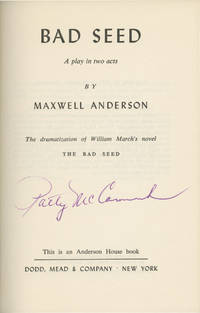 BAD SEED
A play in two acts
BY
MAXWELL ANDERSON
The dramatization of William March's novel
THE BAD SEED
Patty McCormack
This is an Anderson House book
DODD, MEAD & COMPANY · NEW YORK